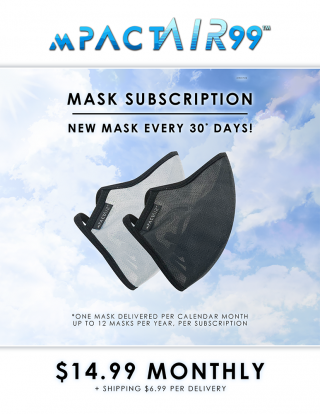 mPACTAIR99™
MASK SUBSCRIPTION
NEW MASK EVERY 30* DAYS!
*ONE MASK DELIVERED PER CALENDAR MONTH
UP TO 12 MASKS PER YEAR, PER SUBSCRIPTION
$14.99 MONTHLY
+ SHIPPING $6.99 PER DELIVERY